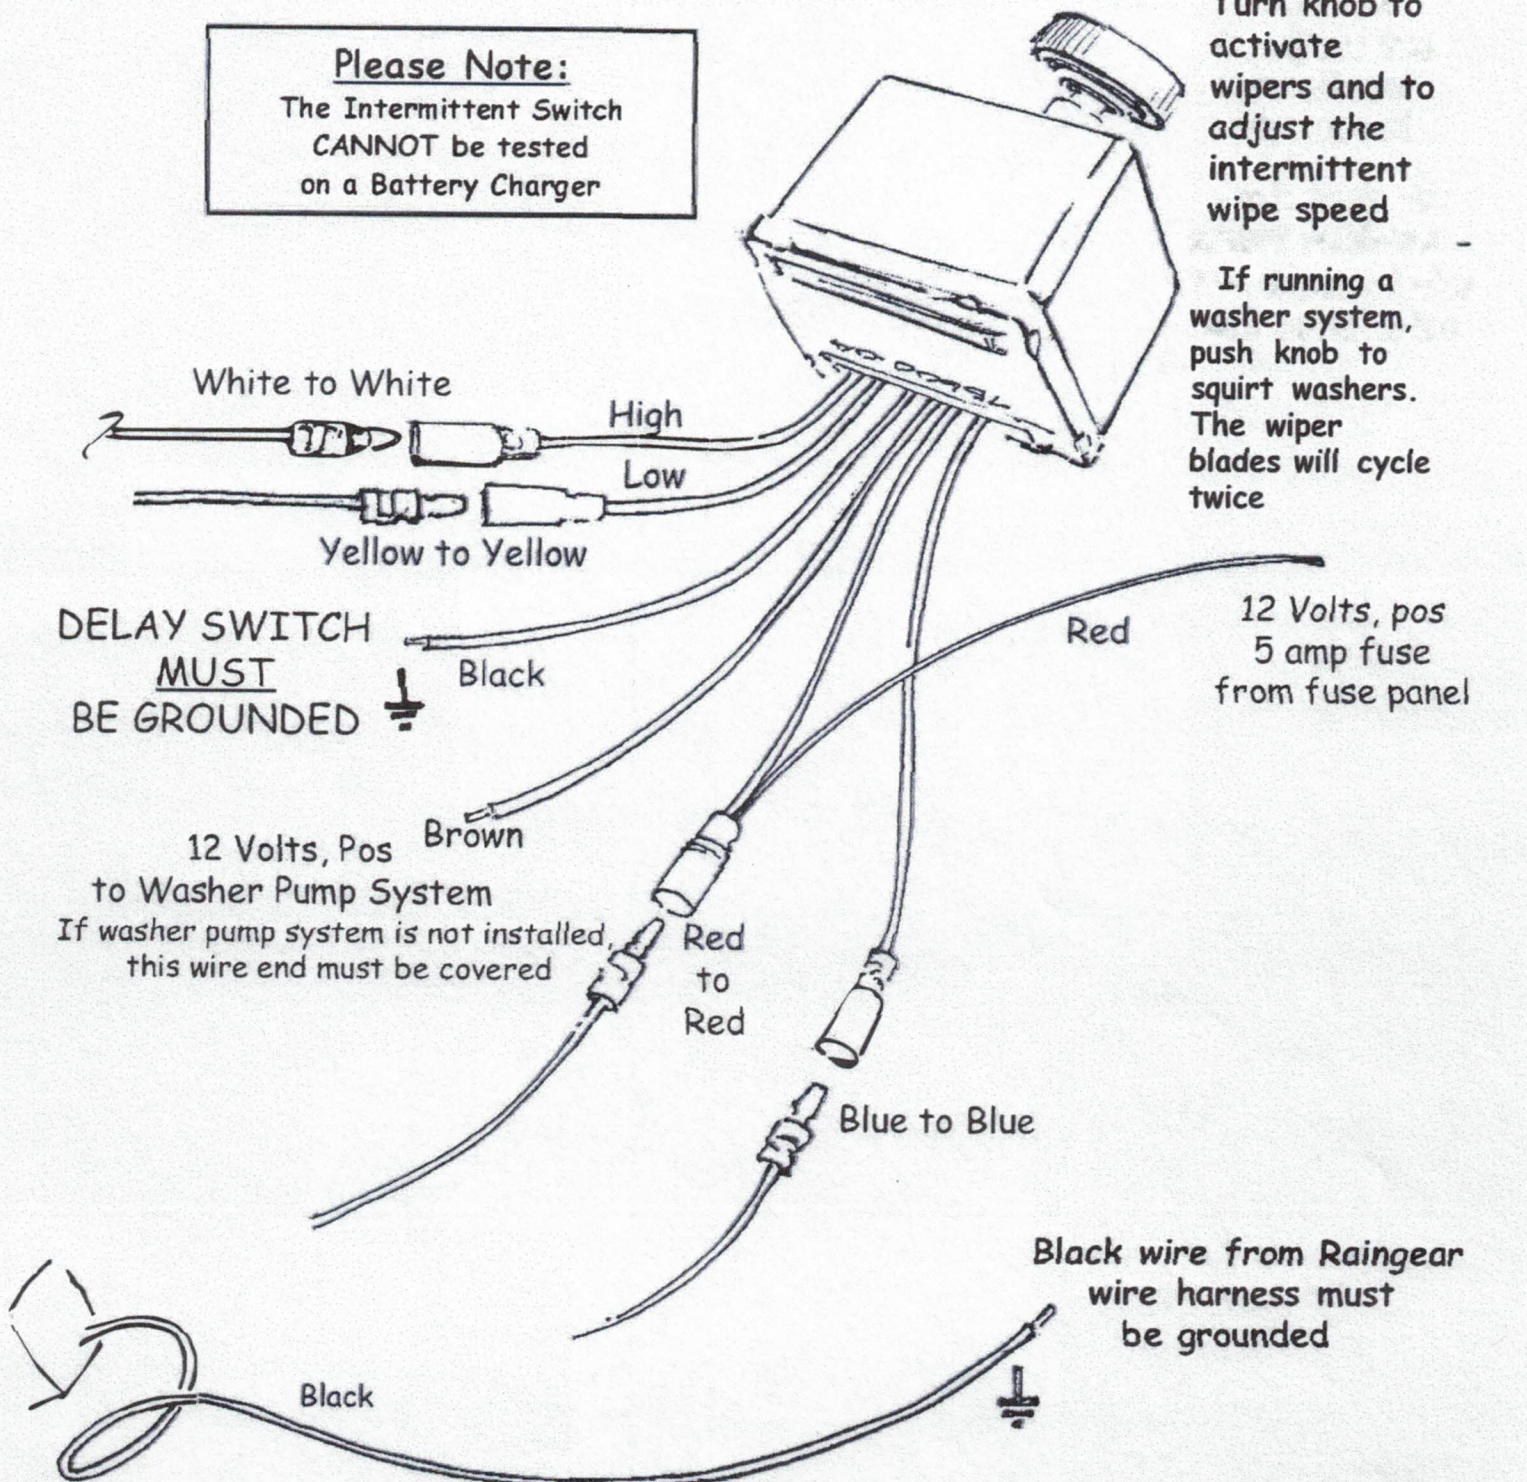 Please Note:
The Intermittent Switch
CANNOT be tested
on a Battery Charger
Turn knob to
activate
wipers and to
adjust the
intermittent
wipe speed
If running a
washer system,
push knob to
squirt washers.
The wiper
blades will cycle
twice
White to White
High
Low
Yellow to Yellow
DELAY SWITCH
MUST
BE GROUNDED
Black
Red
12 Volts, pos
5 amp fuse
from fuse panel
Brown
12 Volts, Pos
to Washer Pump System
If washer pump system is not installed,
this wire end must be covered
Red
to
Red
Blue to Blue
Black wire from Raingear
wire harness must
be grounded
Black